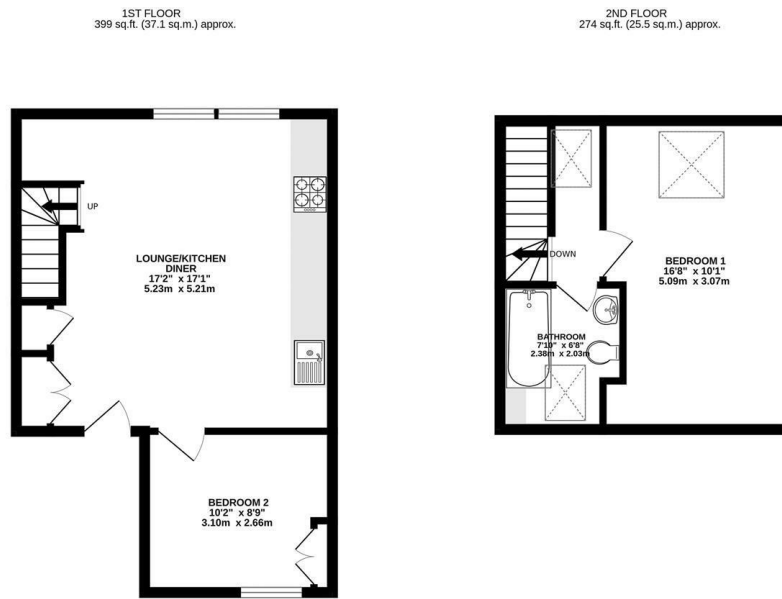 1ST FLOOR
399 sq.ft. (37.1 sq.m.) approx.
2ND FLOOR
274 sq.ft. (25.5 sq.m.) approx.
UP
LOUNGE/KITCHEN
DINER
17'2" x 17'1"
5.23m x 5.21m
BEDROOM 2
10'2" x 8'9"
3.10m x 2.66m
DOWN
BEDROOM 1
16'8" x 10'1"
5.09m x 3.07m
BATHROOM
7'10" x 6'8"
2.38m x 2.03m